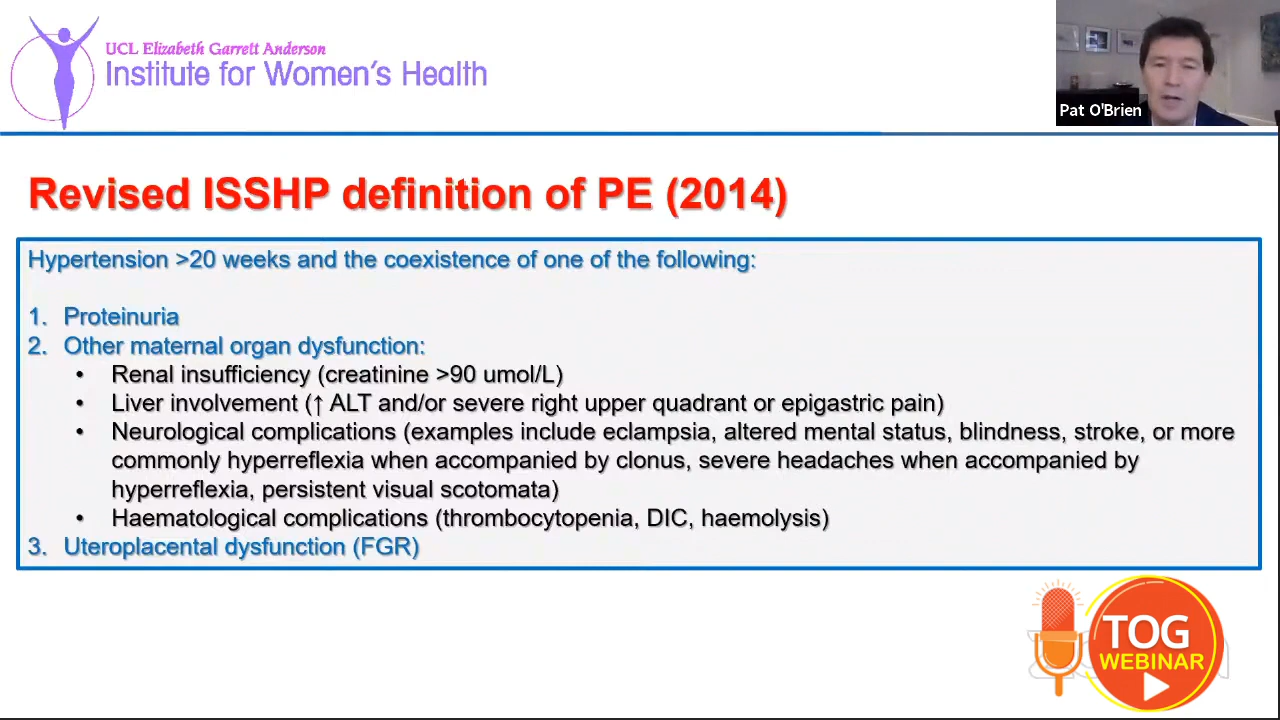 UCL Elizabeth Garrett Anderson
Institute for Women's Health
Pat O'Brien
Revised ISSHP definition of PE (2014)
Hypertension >20 weeks and the coexistence of one of the following:
1. Proteinuria
2. Other maternal organ dysfunction:
• Renal insufficiency (creatinine >90 umol/L)
• Liver involvement (↑ ALT and/or severe right upper quadrant or epigastric pain)
• Neurological complications (examples include eclampsia, altered mental status, blindness, stroke, or more
commonly hyperreflexia when accompanied by clonus, severe headaches when accompanied by
hyperreflexia, persistent visual scotomata)
• Haematological complications (thrombocytopenia, DIC, haemolysis)
3. Uteroplacental dysfunction (FGR)
TOG
WEBINAR